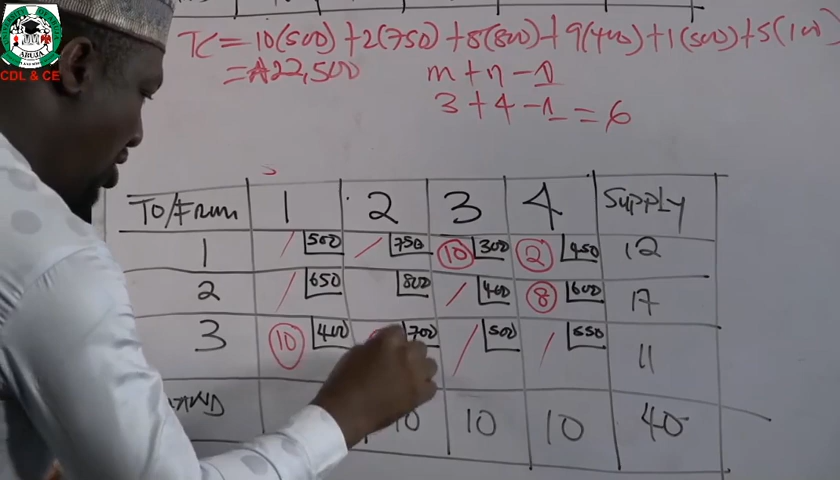 TC = 10(500) + 2(750) + 8(800) + 9(400) + 1(500) + 5(100)
= ₦22,500
m + n - 1
3 + 4 - 1 = 6
CDL & CE
TO/From 1 2 3 4 Supply
1 500 750 10 300 2 450 12
2 650 800 400 8 600 17
3 10 400 700 500 550 11
10 10 10 40